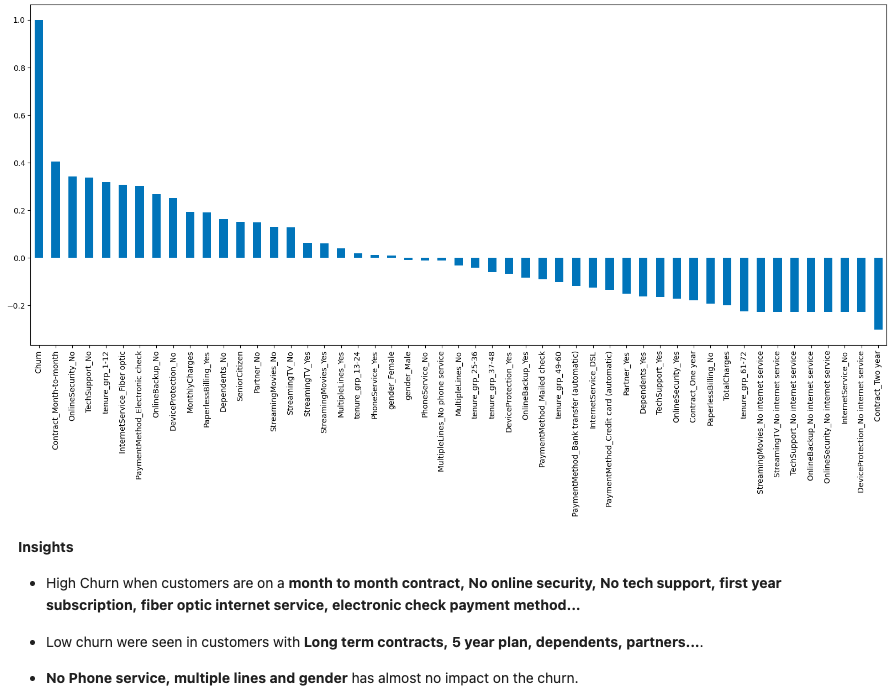 1.0
0.8
0.6
0.4
0.2
0.0
−0.2
Churn
Contract_Month-to-month
OnlineSecurity_No
TechSupport_No
tenure_grp_1-12
InternetService_Fiber optic
PaymentMethod_Electronic check
OnlineBackup_No
DeviceProtection_No
MonthlyCharges
PaperlessBilling_Yes
Dependents_No
SeniorCitizen
Partner_No
StreamingMovies_No
StreamingTV_No
StreamingTV_Yes
StreamingMovies_Yes
MultipleLines_Yes
tenure_grp_13-24
PhoneService_Yes
gender_Female
gender_Male
PhoneService_No
MultipleLines_No phone service
MultipleLines_No
tenure_grp_25-36
tenure_grp_37-48
DeviceProtection_Yes
OnlineBackup_Yes
PaymentMethod_Mailed check
tenure_grp_49-60
PaymentMethod_Bank transfer (automatic)
InternetService_DSL
PaymentMethod_Credit card (automatic)
Partner_Yes
Dependents_Yes
TechSupport_Yes
OnlineSecurity_Yes
Contract_One year
PaperlessBilling_No
TotalCharges
tenure_grp_61-72
StreamingMovies_No internet service
StreamingTV_No internet service
TechSupport_No internet service
OnlineBackup_No internet service
OnlineSecurity_No internet service
InternetService_No
DeviceProtection_No internet service
Contract_Two year
Insights
• High Churn when customers are on a month to month contract, No online security, No tech support, first year
subscription, fiber optic internet service, electronic check payment method...
• Low churn were seen in customers with Long term contracts, 5 year plan, dependents, partners....
• No Phone service, multiple lines and gender has almost no impact on the churn.